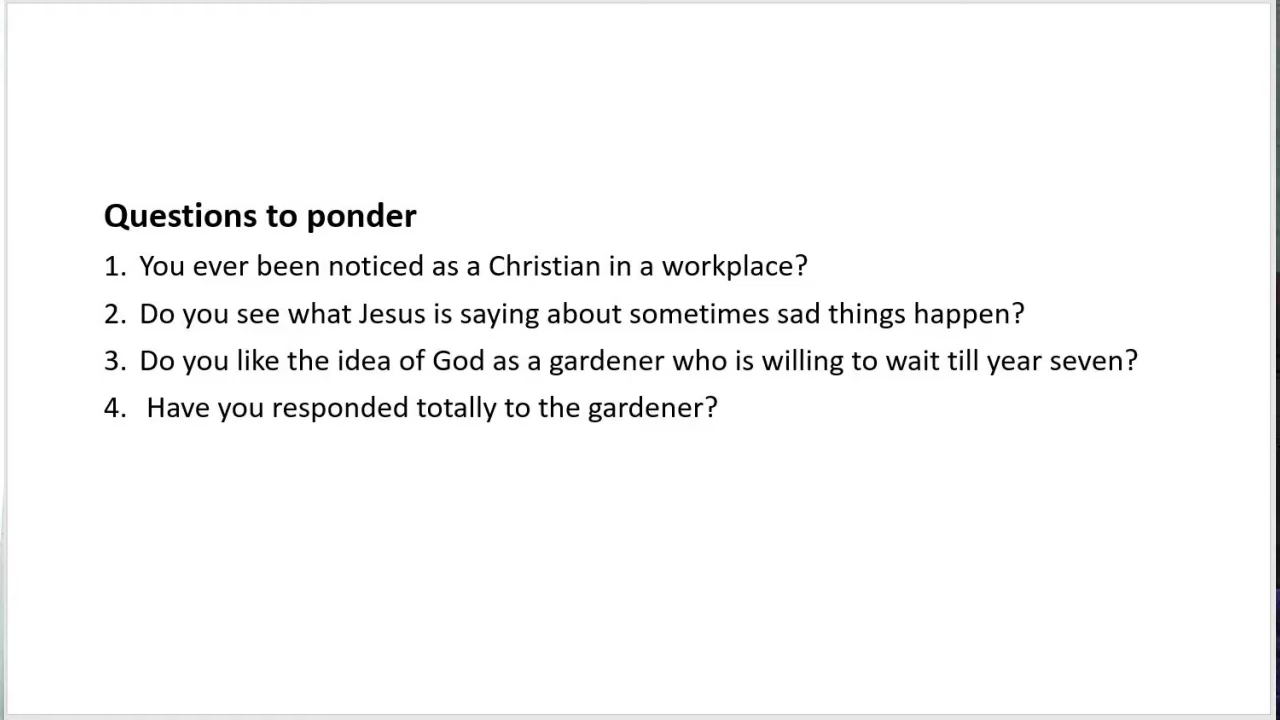 Questions to ponder
1. You ever been noticed as a Christian in a workplace?
2. Do you see what Jesus is saying about sometimes sad things happen?
3. Do you like the idea of God as a gardener who is willing to wait till year seven?
4. Have you responded totally to the gardener?